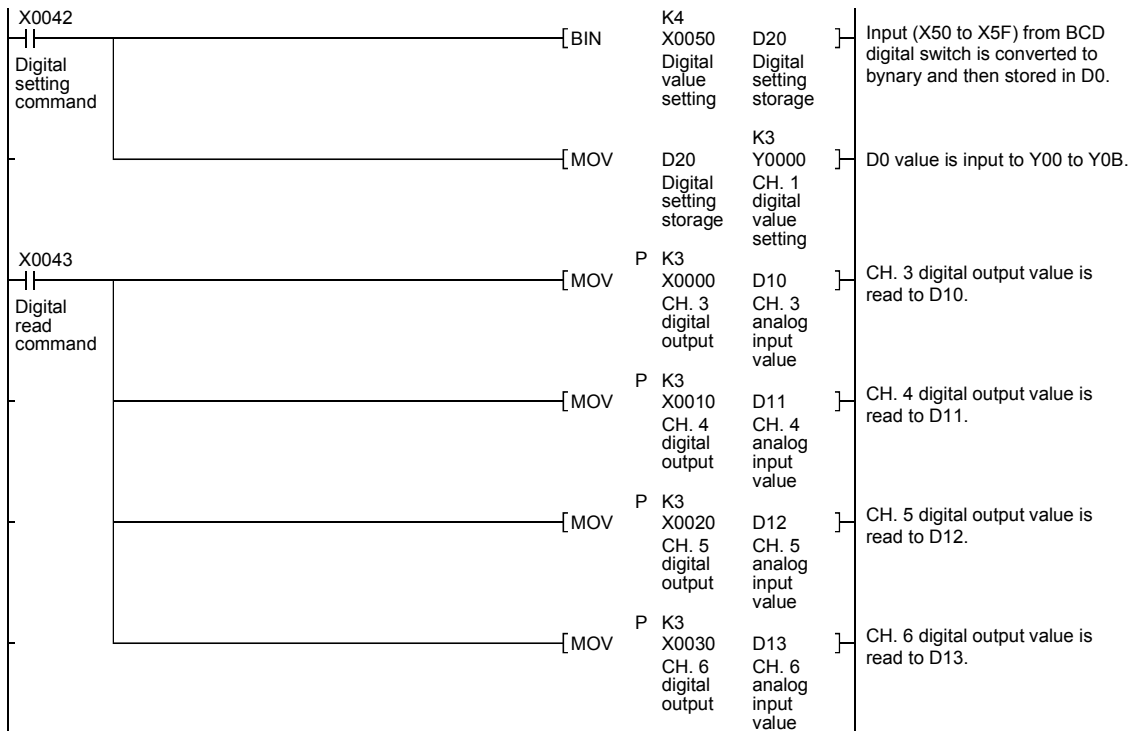 X0042
K4
[ BIN X0050 D20 ]
Input (X50 to X5F) from BCD
digital switch is converted to
bynary and then stored in D0.
Digital
setting
command
Digital
value
setting
Digital
setting
storage
K3
[ MOV D20 Y0000 ]
D0 value is input to Y00 to Y0B.
Digital
setting
storage
CH. 1
digital
value
setting
X0043
P K3
[ MOV X0000 D10 ]
CH. 3 digital output value is
read to D10.
Digital
read
command
CH. 3
digital
output
CH. 3
analog
input
value
P K3
[ MOV X0010 D11 ]
CH. 4 digital output value is
read to D11.
CH. 4
digital
output
CH. 4
analog
input
value
P K3
[ MOV X0020 D12 ]
CH. 5 digital output value is
read to D12.
CH. 5
digital
output
CH. 5
analog
input
value
P K3
[ MOV X0030 D13 ]
CH. 6 digital output value is
read to D13.
CH. 6
digital
output
CH. 6
analog
input
value